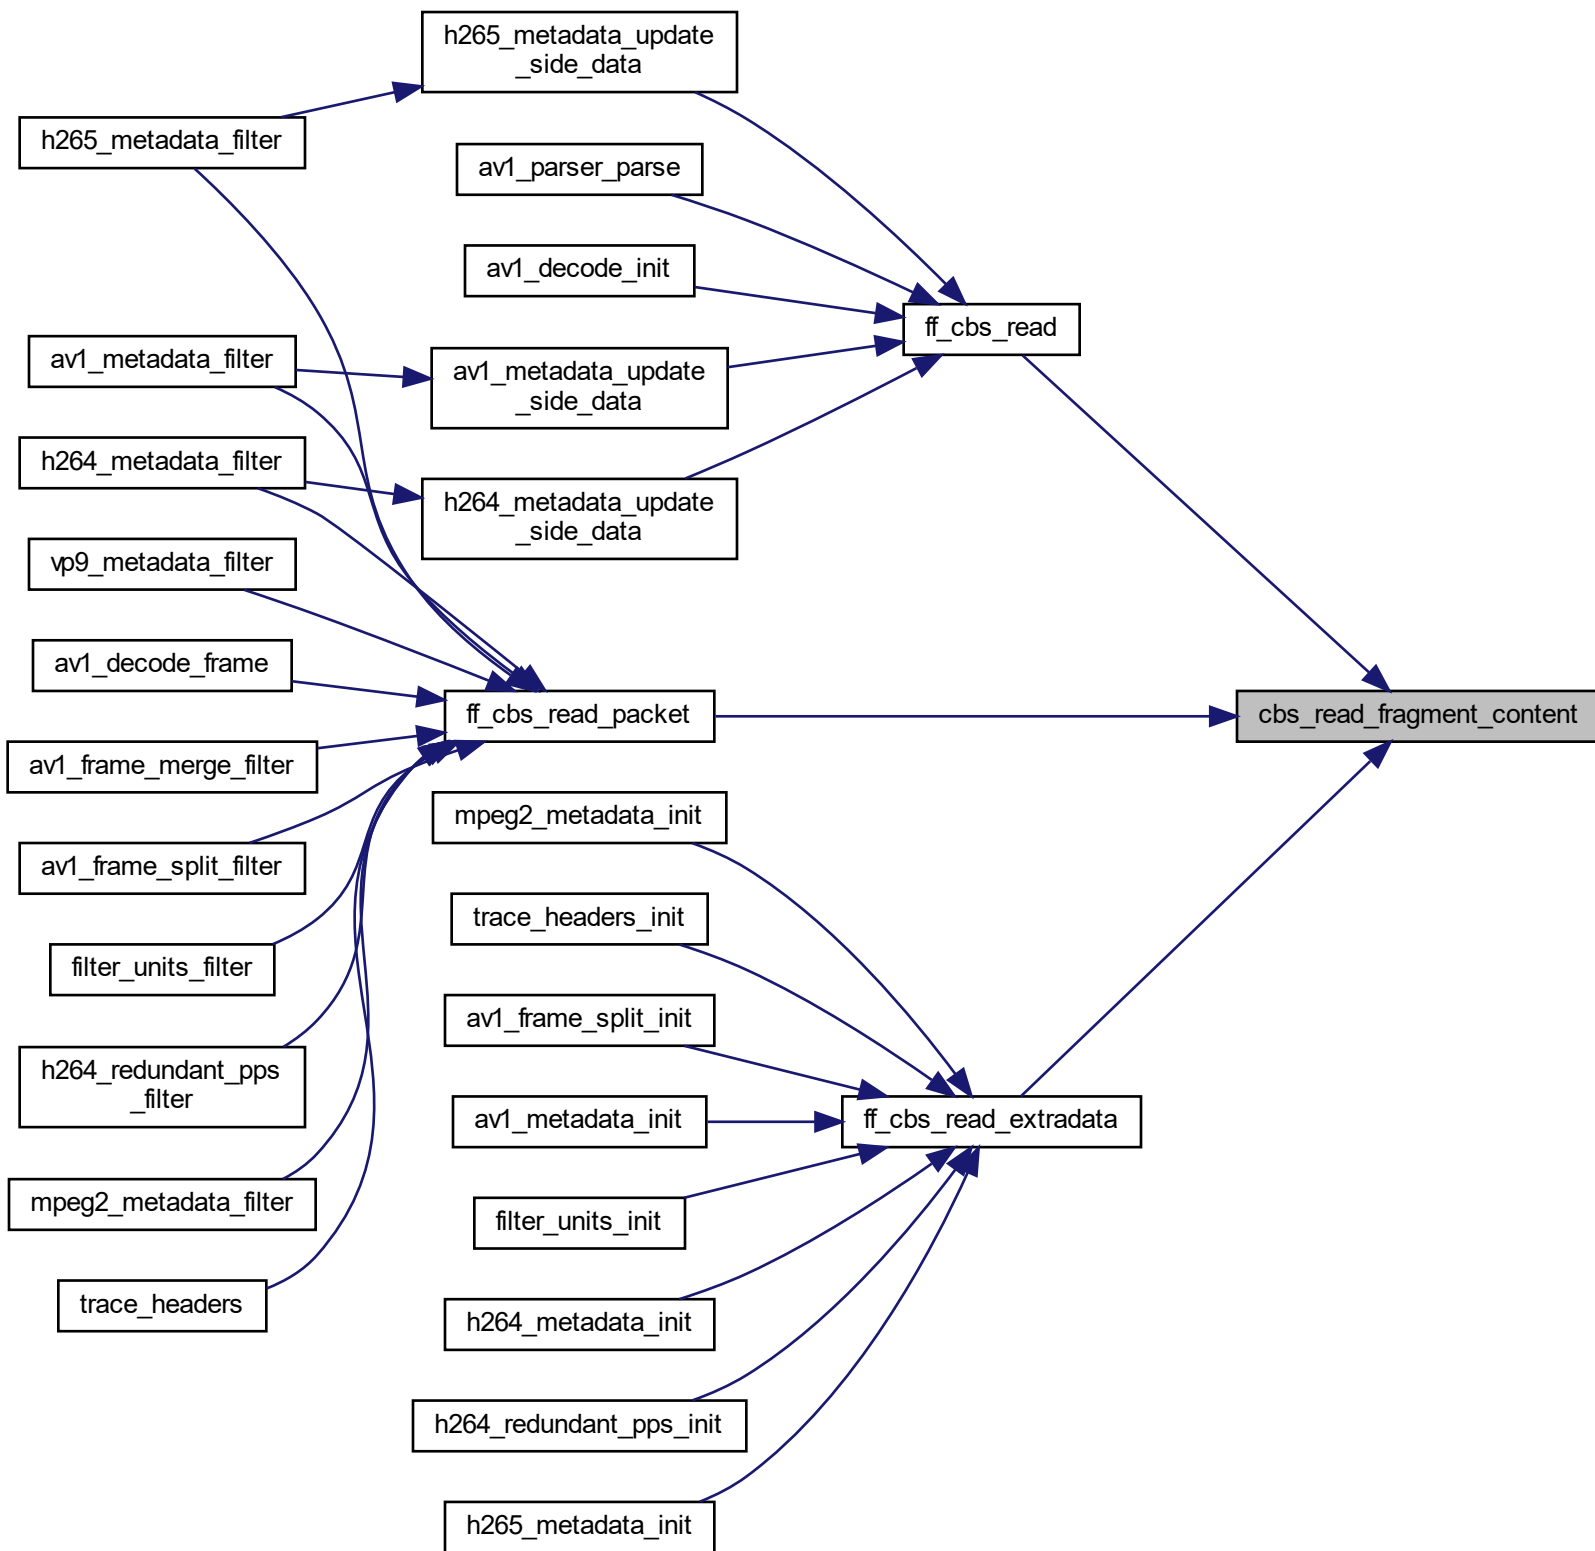 h265_metadata_update
_side_data
h265_metadata_filter
av1_parser_parse
av1_decode_init
ff_cbs_read
av1_metadata_filter
av1_metadata_update
_side_data
h264_metadata_filter
h264_metadata_update
_side_data
vp9_metadata_filter
av1_decode_frame
ff_cbs_read_packet
cbs_read_fragment_content
av1_frame_merge_filter
mpeg2_metadata_init
av1_frame_split_filter
trace_headers_init
filter_units_filter
av1_frame_split_init
h264_redundant_pps
_filter
av1_metadata_init
ff_cbs_read_extradata
mpeg2_metadata_filter
filter_units_init
trace_headers
h264_metadata_init
h264_redundant_pps_init
h265_metadata_init